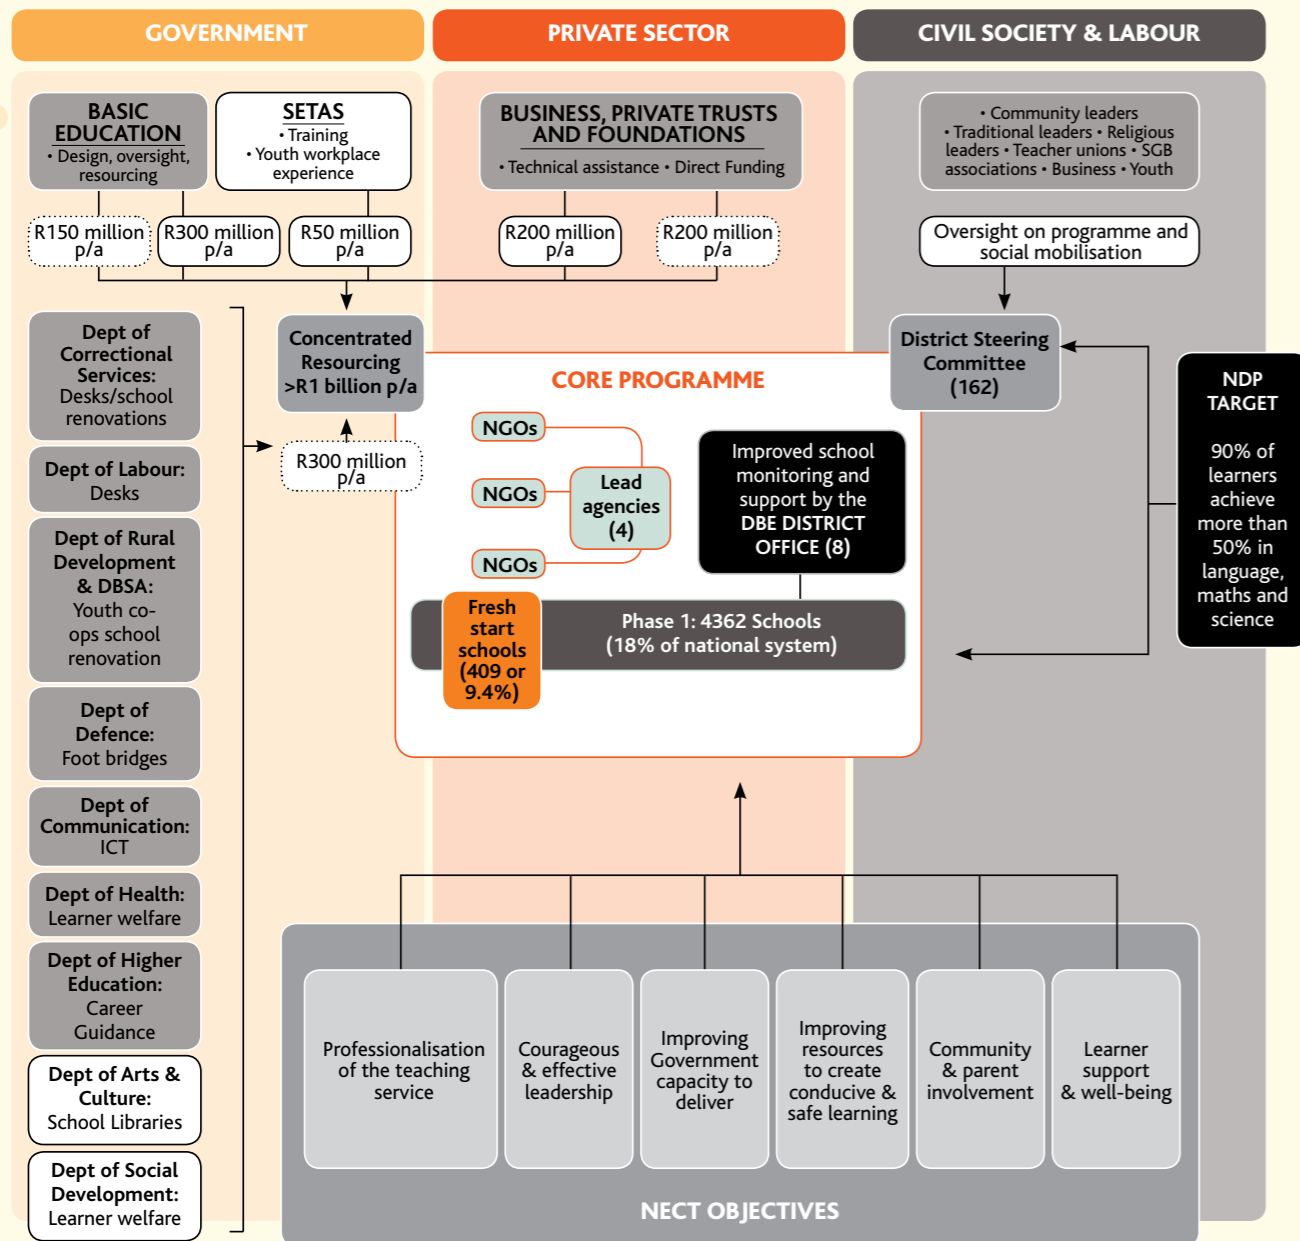 GOVERNMENT
PRIVATE SECTOR
CIVIL SOCIETY & LABOUR
BASIC
EDUCATION
• Design, oversight,
resourcing
SETAS
• Training
• Youth workplace
experience
BUSINESS, PRIVATE TRUSTS
AND FOUNDATIONS
• Technical assistance • Direct Funding
• Community leaders
• Traditional leaders • Religious
leaders • Teacher unions • SGB
associations • Business • Youth
R150 million
p/a
R300 million
p/a
R50 million
p/a
R200 million
p/a
R200 million
p/a
Oversight on programme and
social mobilisation
Dept of
Correctional
Services:
Desks/school
renovations
Dept of Labour:
Desks
Dept of Rural
Development
& DBSA:
Youth co-
ops school
renovation
Dept of
Defence:
Foot bridges
Dept of
Communication:
ICT
Dept of Health:
Learner welfare
Dept of Higher
Education:
Career
Guidance
Dept of Arts &
Culture:
School Libraries
Dept of Social
Development:
Learner welfare
Concentrated
Resourcing
>R1 billion p/a
R300 million
p/a
CORE PROGRAMME
NGOs
NGOs
NGOs
Lead
agencies
(4)
Improved school
monitoring and
support by the
DBE DISTRICT
OFFICE (8)
Fresh
start
schools
(409 or
9.4%)
Phase 1: 4362 Schools
(18% of national system)
District Steering
Committee
(162)
NDP
TARGET
90% of
learners
achieve
more than
50% in
language,
maths and
science
Professionalisation
of the teaching
service
Courageous
& effective
leadership
Improving
Government
capacity to
deliver
Improving
resources
to create
conducive &
safe learning
Community
& parent
involvement
Learner
support
& well-being
NECT OBJECTIVES